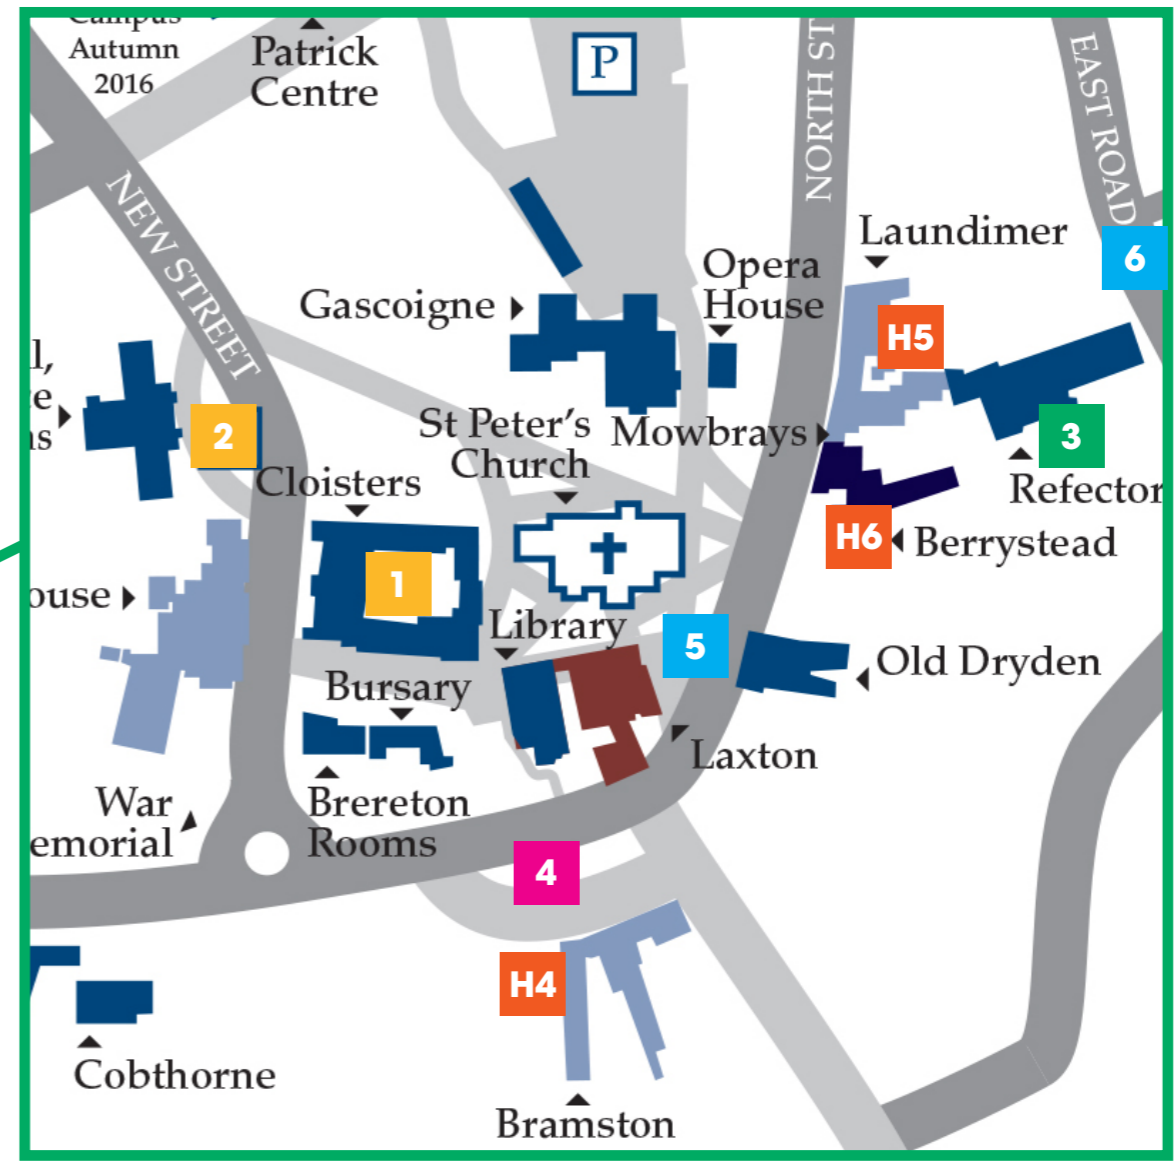 Campus
Autumn
2016
Patrick
Centre
P
NORTH ST
EAST ROAD
NEW STREET
Laundimer
6
Opera
House
Gascoigne
H5
l,
e
s
2
St Peter's
Church
Mowbrays
3
Refector
Cloisters
H6
Berrystead
1
ouse
Library
5
Old Dryden
Bursary
Laxton
War
emorial
Brereton
Rooms
4
H4
Cobthorne
Bramston